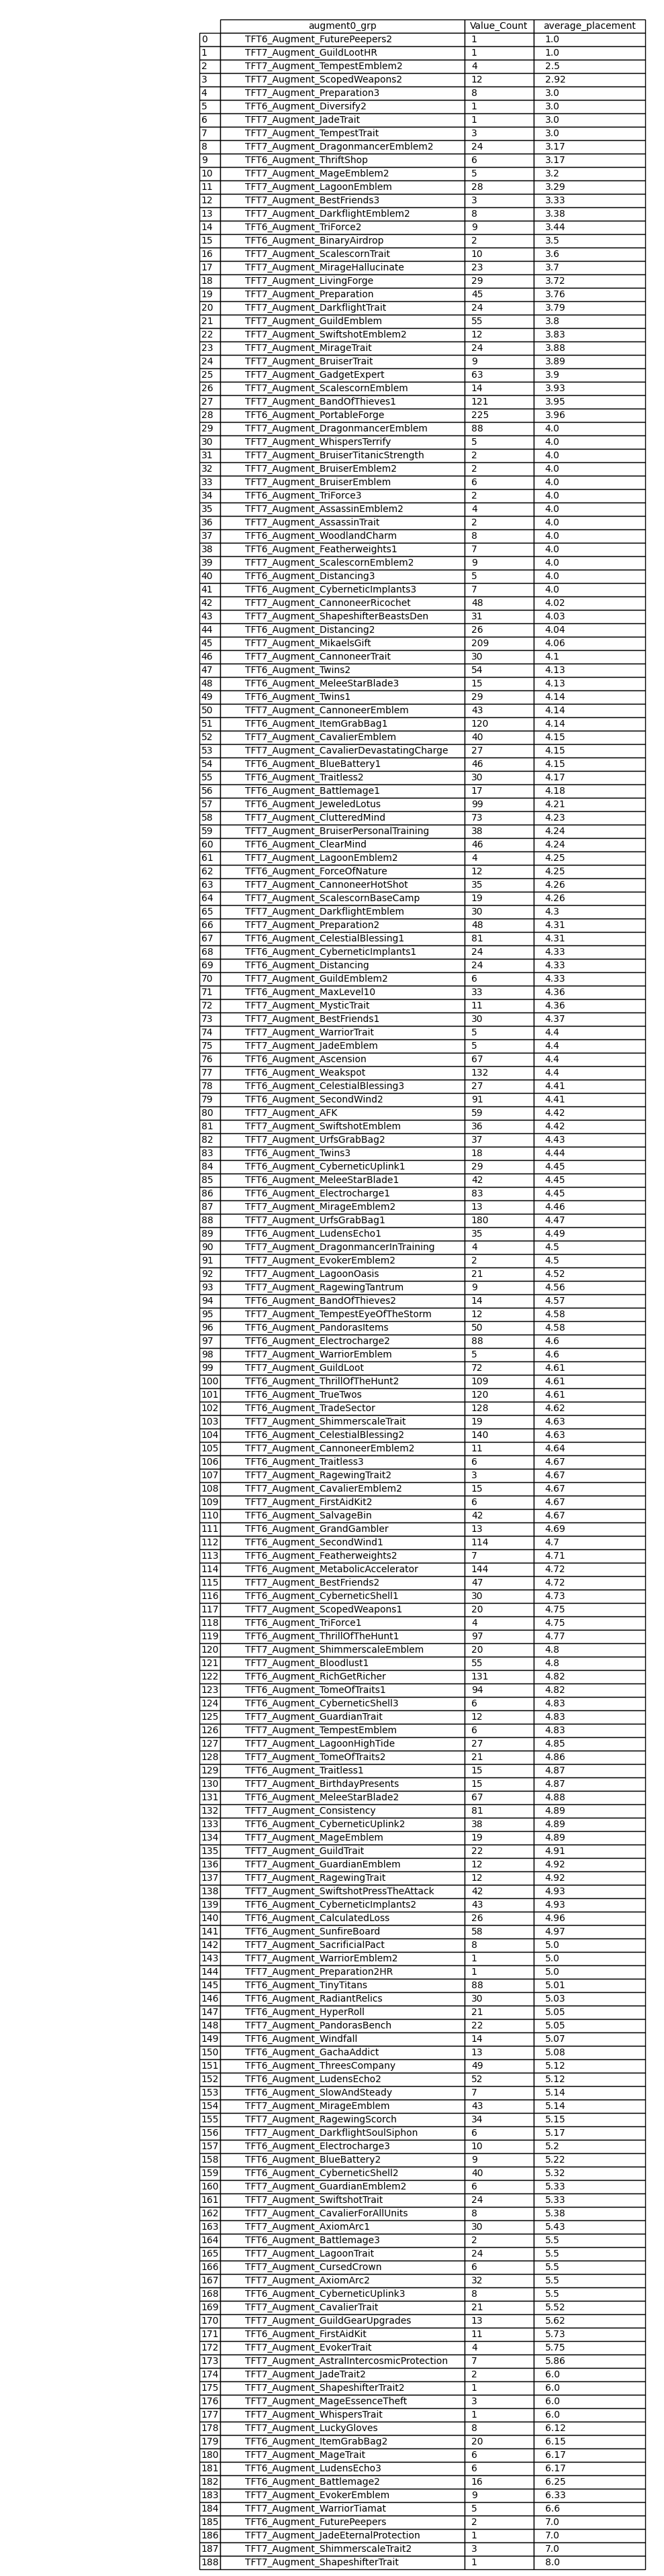 augment0_grp Value_Count average_placement
0 TFT6_Augment_FuturePeepers2 1 1.0
1 TFT7_Augment_GuildLootHR 1 1.0
2 TFT7_Augment_TempestEmblem2 4 2.5
3 TFT7_Augment_ScopedWeapons2 12 2.92
4 TFT7_Augment_Preparation3 8 3.0
5 TFT6_Augment_Diversify2 1 3.0
6 TFT7_Augment_JadeTrait 1 3.0
7 TFT7_Augment_TempestTrait 3 3.0
8 TFT7_Augment_DragonmancerEmblem2 24 3.17
9 TFT6_Augment_ThriftShop 6 3.17
10 TFT7_Augment_MageEmblem2 5 3.2
11 TFT7_Augment_LagoonEmblem 28 3.29
12 TFT7_Augment_BestFriends3 3 3.33
13 TFT7_Augment_DarkflightEmblem2 8 3.38
14 TFT6_Augment_TriForce2 9 3.44
15 TFT6_Augment_BinaryAirdrop 2 3.5
16 TFT7_Augment_ScalescornTrait 10 3.6
17 TFT7_Augment_MirageHallucinate 23 3.7
18 TFT7_Augment_LivingForge 29 3.72
19 TFT7_Augment_Preparation 45 3.76
20 TFT7_Augment_DarkflightTrait 24 3.79
21 TFT7_Augment_GuildEmblem 55 3.8
22 TFT7_Augment_SwiftshotEmblem2 12 3.83
23 TFT7_Augment_MirageTrait 24 3.88
24 TFT7_Augment_BruiserTrait 9 3.89
25 TFT7_Augment_GadgetExpert 63 3.9
26 TFT7_Augment_ScalescornEmblem 14 3.93
27 TFT7_Augment_BandOfThieves1 121 3.95
28 TFT6_Augment_PortableForge 225 3.96
29 TFT7_Augment_DragonmancerEmblem 88 4.0
30 TFT7_Augment_WhispersTerrify 5 4.0
31 TFT7_Augment_BruiserTitanicStrength 2 4.0
32 TFT7_Augment_BruiserEmblem2 2 4.0
33 TFT7_Augment_BruiserEmblem 6 4.0
34 TFT6_Augment_TriForce3 2 4.0
35 TFT7_Augment_AssassinEmblem2 4 4.0
36 TFT7_Augment_AssassinTrait 2 4.0
37 TFT6_Augment_WoodlandCharm 8 4.0
38 TFT6_Augment_Featherweights1 7 4.0
39 TFT7_Augment_ScalescornEmblem2 9 4.0
40 TFT6_Augment_Distancing3 5 4.0
41 TFT6_Augment_CyberneticImplants3 7 4.0
42 TFT7_Augment_CannoneerRicochet 48 4.02
43 TFT7_Augment_ShapeshifterBeastsDen 31 4.03
44 TFT6_Augment_Distancing2 26 4.04
45 TFT7_Augment_MikaelsGift 209 4.06
46 TFT7_Augment_CannoneerTrait 30 4.1
47 TFT6_Augment_Twins2 54 4.13
48 TFT6_Augment_MeleeStarBlade3 15 4.13
49 TFT6_Augment_Twins1 29 4.14
50 TFT7_Augment_CannoneerEmblem 43 4.14
51 TFT6_Augment_ItemGrabBag1 120 4.14
52 TFT7_Augment_CavalierEmblem 40 4.15
53 TFT7_Augment_CavalierDevastatingCharge 27 4.15
54 TFT6_Augment_BlueBattery1 46 4.15
55 TFT6_Augment_Traitless2 30 4.17
56 TFT6_Augment_Battlemage1 17 4.18
57 TFT6_Augment_JeweledLotus 99 4.21
58 TFT7_Augment_ClutteredMind 73 4.23
59 TFT7_Augment_BruiserPersonalTraining 38 4.24
60 TFT6_Augment_ClearMind 46 4.24
61 TFT7_Augment_LagoonEmblem2 4 4.25
62 TFT6_Augment_ForceOfNature 12 4.25
63 TFT7_Augment_CannoneerHotShot 35 4.26
64 TFT7_Augment_ScalescornBaseCamp 19 4.26
65 TFT7_Augment_DarkflightEmblem 30 4.3
66 TFT7_Augment_Preparation2 48 4.31
67 TFT6_Augment_CelestialBlessing1 81 4.31
68 TFT6_Augment_CyberneticImplants1 24 4.33
69 TFT6_Augment_Distancing 24 4.33
70 TFT7_Augment_GuildEmblem2 6 4.33
71 TFT6_Augment_MaxLevel10 33 4.36
72 TFT7_Augment_MysticTrait 11 4.36
73 TFT7_Augment_BestFriends1 30 4.37
74 TFT7_Augment_WarriorTrait 5 4.4
75 TFT7_Augment_JadeEmblem 5 4.4
76 TFT6_Augment_Ascension 67 4.4
77 TFT6_Augment_Weakspot 132 4.4
78 TFT6_Augment_CelestialBlessing3 27 4.41
79 TFT6_Augment_SecondWind2 91 4.41
80 TFT7_Augment_AFK 59 4.42
81 TFT7_Augment_SwiftshotEmblem 36 4.42
82 TFT7_Augment_UrfsGrabBag2 37 4.43
83 TFT6_Augment_Twins3 18 4.44
84 TFT6_Augment_CyberneticUplink1 29 4.45
85 TFT6_Augment_MeleeStarBlade1 42 4.45
86 TFT6_Augment_Electrocharge1 83 4.45
87 TFT7_Augment_MirageEmblem2 13 4.46
88 TFT7_Augment_UrfsGrabBag1 180 4.47
89 TFT6_Augment_LudensEcho1 35 4.49
90 TFT7_Augment_DragonmancerInTraining 4 4.5
91 TFT7_Augment_EvokerEmblem2 2 4.5
92 TFT7_Augment_LagoonOasis 21 4.52
93 TFT7_Augment_RagewingTantrum 9 4.56
94 TFT6_Augment_BandOfThieves2 14 4.57
95 TFT7_Augment_TempestEyeOfTheStorm 12 4.58
96 TFT6_Augment_PandorasItems 50 4.58
97 TFT6_Augment_Electrocharge2 88 4.6
98 TFT7_Augment_WarriorEmblem 5 4.6
99 TFT7_Augment_GuildLoot 72 4.61
100 TFT6_Augment_ThrillOfTheHunt2 109 4.61
101 TFT6_Augment_TrueTwos 120 4.61
102 TFT6_Augment_TradeSector 128 4.62
103 TFT7_Augment_ShimmerscaleTrait 19 4.63
104 TFT6_Augment_CelestialBlessing2 140 4.63
105 TFT7_Augment_CannoneerEmblem2 11 4.64
106 TFT6_Augment_Traitless3 6 4.67
107 TFT7_Augment_RagewingTrait2 3 4.67
108 TFT7_Augment_CavalierEmblem2 15 4.67
109 TFT7_Augment_FirstAidKit2 6 4.67
110 TFT6_Augment_SalvageBin 42 4.67
111 TFT6_Augment_GrandGambler 13 4.69
112 TFT6_Augment_SecondWind1 114 4.7
113 TFT6_Augment_Featherweights2 7 4.71
114 TFT6_Augment_MetabolicAccelerator 144 4.72
115 TFT7_Augment_BestFriends2 47 4.72
116 TFT6_Augment_CyberneticShell1 30 4.73
117 TFT7_Augment_ScopedWeapons1 20 4.75
118 TFT6_Augment_TriForce1 4 4.75
119 TFT6_Augment_ThrillOfTheHunt1 97 4.77
120 TFT7_Augment_ShimmerscaleEmblem 20 4.8
121 TFT7_Augment_Bloodlust1 55 4.8
122 TFT6_Augment_RichGetRicher 131 4.82
123 TFT6_Augment_TomeOfTraits1 94 4.82
124 TFT6_Augment_CyberneticShell3 6 4.83
125 TFT7_Augment_GuardianTrait 12 4.83
126 TFT7_Augment_TempestEmblem 6 4.83
127 TFT7_Augment_LagoonHighTide 27 4.85
128 TFT7_Augment_TomeOfTraits2 21 4.86
129 TFT6_Augment_Traitless1 15 4.87
130 TFT7_Augment_BirthdayPresents 15 4.87
131 TFT6_Augment_MeleeStarBlade2 67 4.88
132 TFT7_Augment_Consistency 81 4.89
133 TFT6_Augment_CyberneticUplink2 38 4.89
134 TFT7_Augment_MageEmblem 19 4.89
135 TFT7_Augment_GuildTrait 22 4.91
136 TFT7_Augment_GuardianEmblem 12 4.92
137 TFT7_Augment_RagewingTrait 12 4.92
138 TFT7_Augment_SwiftshotPressTheAttack 42 4.93
139 TFT6_Augment_CyberneticImplants2 43 4.93
140 TFT6_Augment_CalculatedLoss 26 4.96
141 TFT6_Augment_SunfireBoard 58 4.97
142 TFT7_Augment_SacrificialPact 8 5.0
143 TFT7_Augment_WarriorEmblem2 1 5.0
144 TFT7_Augment_Preparation2HR 1 5.0
145 TFT6_Augment_TinyTitans 88 5.01
146 TFT6_Augment_RadiantRelics 30 5.03
147 TFT6_Augment_HyperRoll 21 5.05
148 TFT7_Augment_PandorasBench 22 5.05
149 TFT6_Augment_Windfall 14 5.07
150 TFT6_Augment_GachaAddict 13 5.08
151 TFT6_Augment_ThreesCompany 49 5.12
152 TFT6_Augment_LudensEcho2 52 5.12
153 TFT6_Augment_SlowAndSteady 7 5.14
154 TFT7_Augment_MirageEmblem 43 5.14
155 TFT7_Augment_RagewingScorch 34 5.15
156 TFT7_Augment_DarkflightSoulSiphon 6 5.17
157 TFT6_Augment_Electrocharge3 10 5.2
158 TFT6_Augment_BlueBattery2 9 5.22
159 TFT6_Augment_CyberneticShell2 40 5.32
160 TFT7_Augment_GuardianEmblem2 6 5.33
161 TFT7_Augment_SwiftshotTrait 24 5.33
162 TFT7_Augment_CavalierForAllUnits 8 5.38
163 TFT7_Augment_AxiomArc1 30 5.43
164 TFT6_Augment_Battlemage3 2 5.5
165 TFT7_Augment_LagoonTrait 24 5.5
166 TFT7_Augment_CursedCrown 6 5.5
167 TFT7_Augment_AxiomArc2 32 5.5
168 TFT6_Augment_CyberneticUplink3 8 5.5
169 TFT7_Augment_CavalierTrait 21 5.52
170 TFT7_Augment_GuildGearUpgrades 13 5.62
171 TFT6_Augment_FirstAidKit 11 5.73
172 TFT7_Augment_EvokerTrait 4 5.75
173 TFT7_Augment_AstralIntercosmicProtection 7 5.86
174 TFT7_Augment_JadeTrait2 2 6.0
175 TFT7_Augment_ShapeshifterTrait2 1 6.0
176 TFT7_Augment_MageEssenceTheft 3 6.0
177 TFT7_Augment_WhispersTrait 1 6.0
178 TFT7_Augment_LuckyGloves 8 6.12
179 TFT6_Augment_ItemGrabBag2 20 6.15
180 TFT7_Augment_MageTrait 6 6.17
181 TFT6_Augment_LudensEcho3 6 6.17
182 TFT6_Augment_Battlemage2 16 6.25
183 TFT7_Augment_EvokerEmblem 9 6.33
184 TFT7_Augment_WarriorTiamat 5 6.6
185 TFT6_Augment_FuturePeepers 2 7.0
186 TFT7_Augment_JadeEternalProtection 1 7.0
187 TFT7_Augment_ShimmerscaleTrait2 3 7.0
188 TFT7_Augment_ShapeshifterTrait 1 8.0